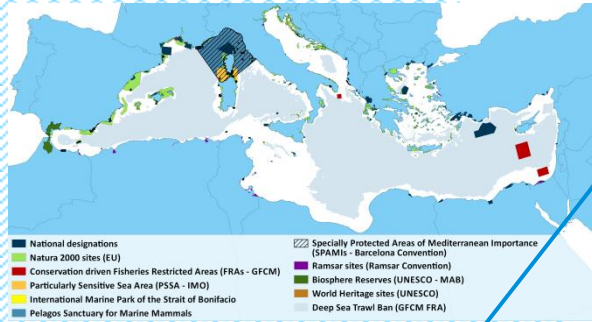 National designations
Natura 2000 sites (EU)
Conservation driven Fisheries Restricted Areas (FRAs - GFCM)
Particularly Sensitive Sea Area (PSSA - IMO)
International Marine Park of the Strait of Bonifacio
Pelagos Sanctuary for Marine Mammals
Specially Protected Areas of Mediterranean Importance
(SPAMIs - Barcelona Convention)
Ramsar sites (Ramsar Convention)
Biosphere Reserves (UNESCO - MAB)
World Heritage sites (UNESCO)
Deep Sea Trawl Ban (GFCM FRA)